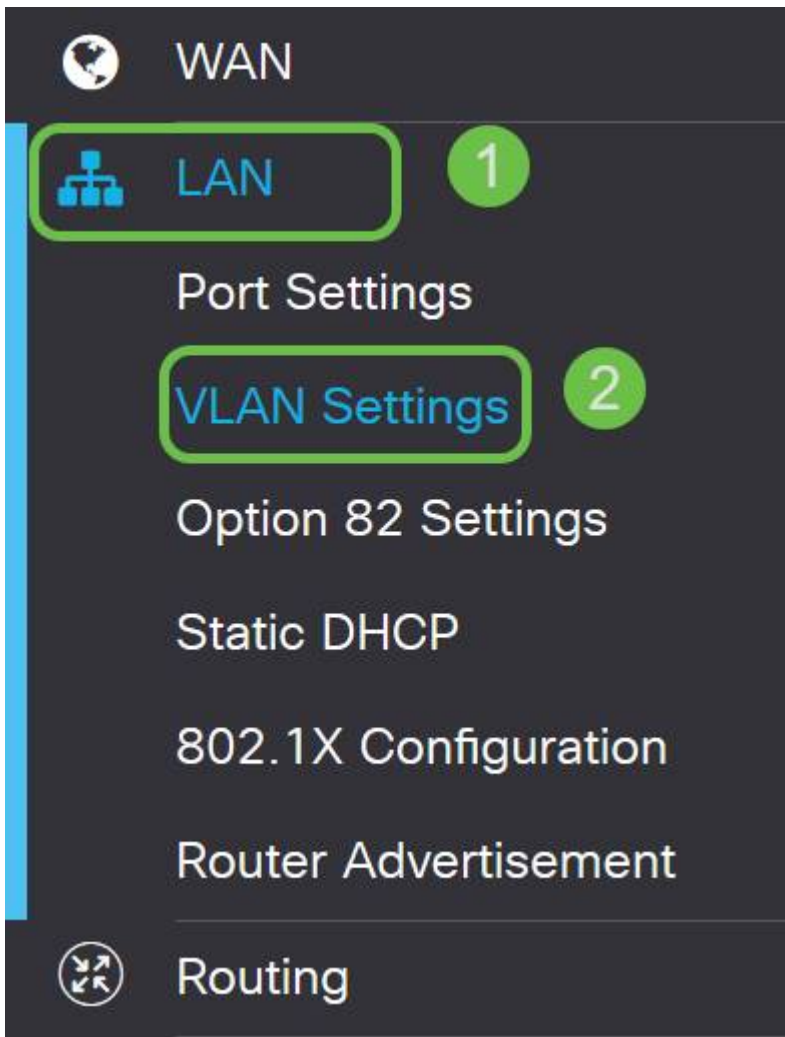 WAN
LAN 1
Port Settings
VLAN Settings 2
Option 82 Settings
Static DHCP
802.1X Configuration
Router Advertisement
Routing